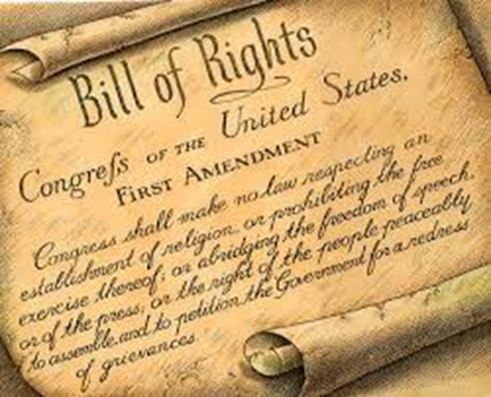 Bill of Rights
Congreſs OF THE United States.
FIRST AMENDMENT
Congress shall make no law respecting an
establishment of religion, or prohibiting the free
exercise thereof; or abridging the freedom of speech,
or of the press; or the right of the people peaceably
to assemble, and to petition the Government for a redress
of grievances.